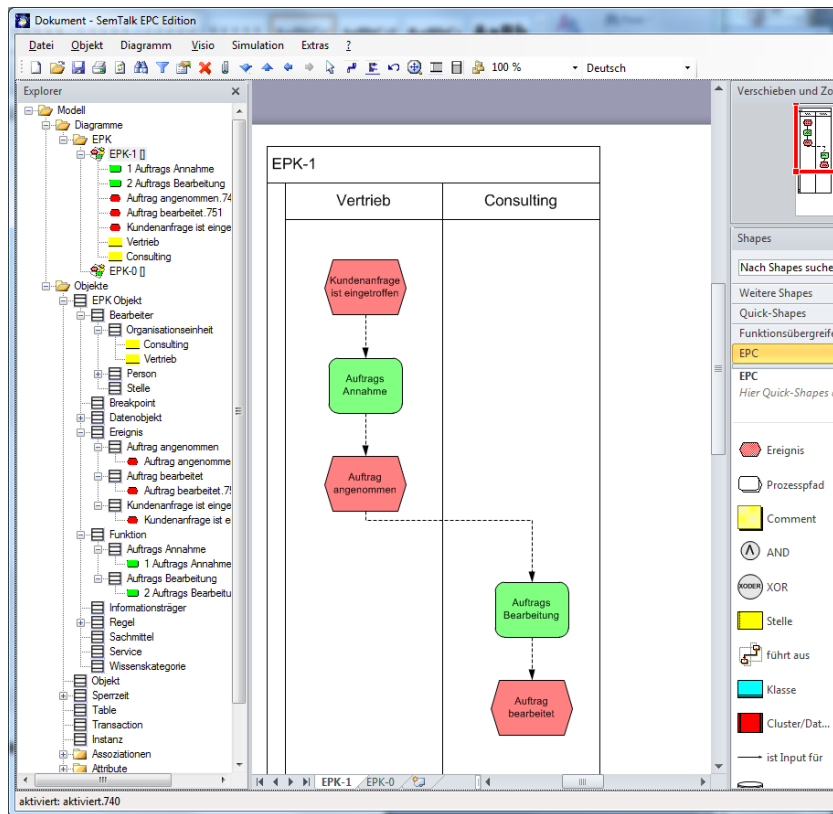 Dokument - SemTalk EPC Edition
Datei Objekt Diagramm Visio Simulation Extras ?
100 % Deutsch
Explorer
Modell
Diagramme
EPK
EPK-1 []
1 Auftrags Annahme
2 Auftrags Bearbeitung
Auftrag angenommen.74
Auftrag bearbeitet.751
Kundenanfrage ist einge
Vertrieb
Consulting
EPK-0 []
Objekte
EPK Objekt
Bearbeiter
Organisationseinheit
Consulting
Vertrieb
Person
Stelle
Breakpoint
Datenobjekt
Ereignis
Auftrag angenommen
Auftrag angenomme
Auftrag bearbeitet
Auftrag bearbeitet.7
Kundenanfrage ist einge
Kundenanfrage ist e
Funktion
Auftrags Annahme
1 Auftrags Annahme
Auftrags Bearbeitung
2 Auftrags Bearbeitu
Informationsträger
Regel
Sachmittel
Service
Wissenskategorie
Objekt
Sperrzeit
Table
Transaction
Instanz
Assoziationen
Attribute
aktiviert: aktiviert.740
EPK-1
Vertrieb Consulting
Kundenanfrage
ist eingetroffen
Auftrags
Annahme
Auftrag
angenommen
Auftrags
Bearbeitung
Auftrag
bearbeitet
EPK-1 EPK-0
Verschieben und Zo
Shapes
Nach Shapes suche
Weitere Shapes
Quick-Shapes
Funktionsübergreife
EPC
EPC
Hier Quick-Shapes
Ereignis
Prozesspfad
Comment
AND
XODER XOR
Stelle
führt aus
Klasse
Cluster/Dat...
ist Input für